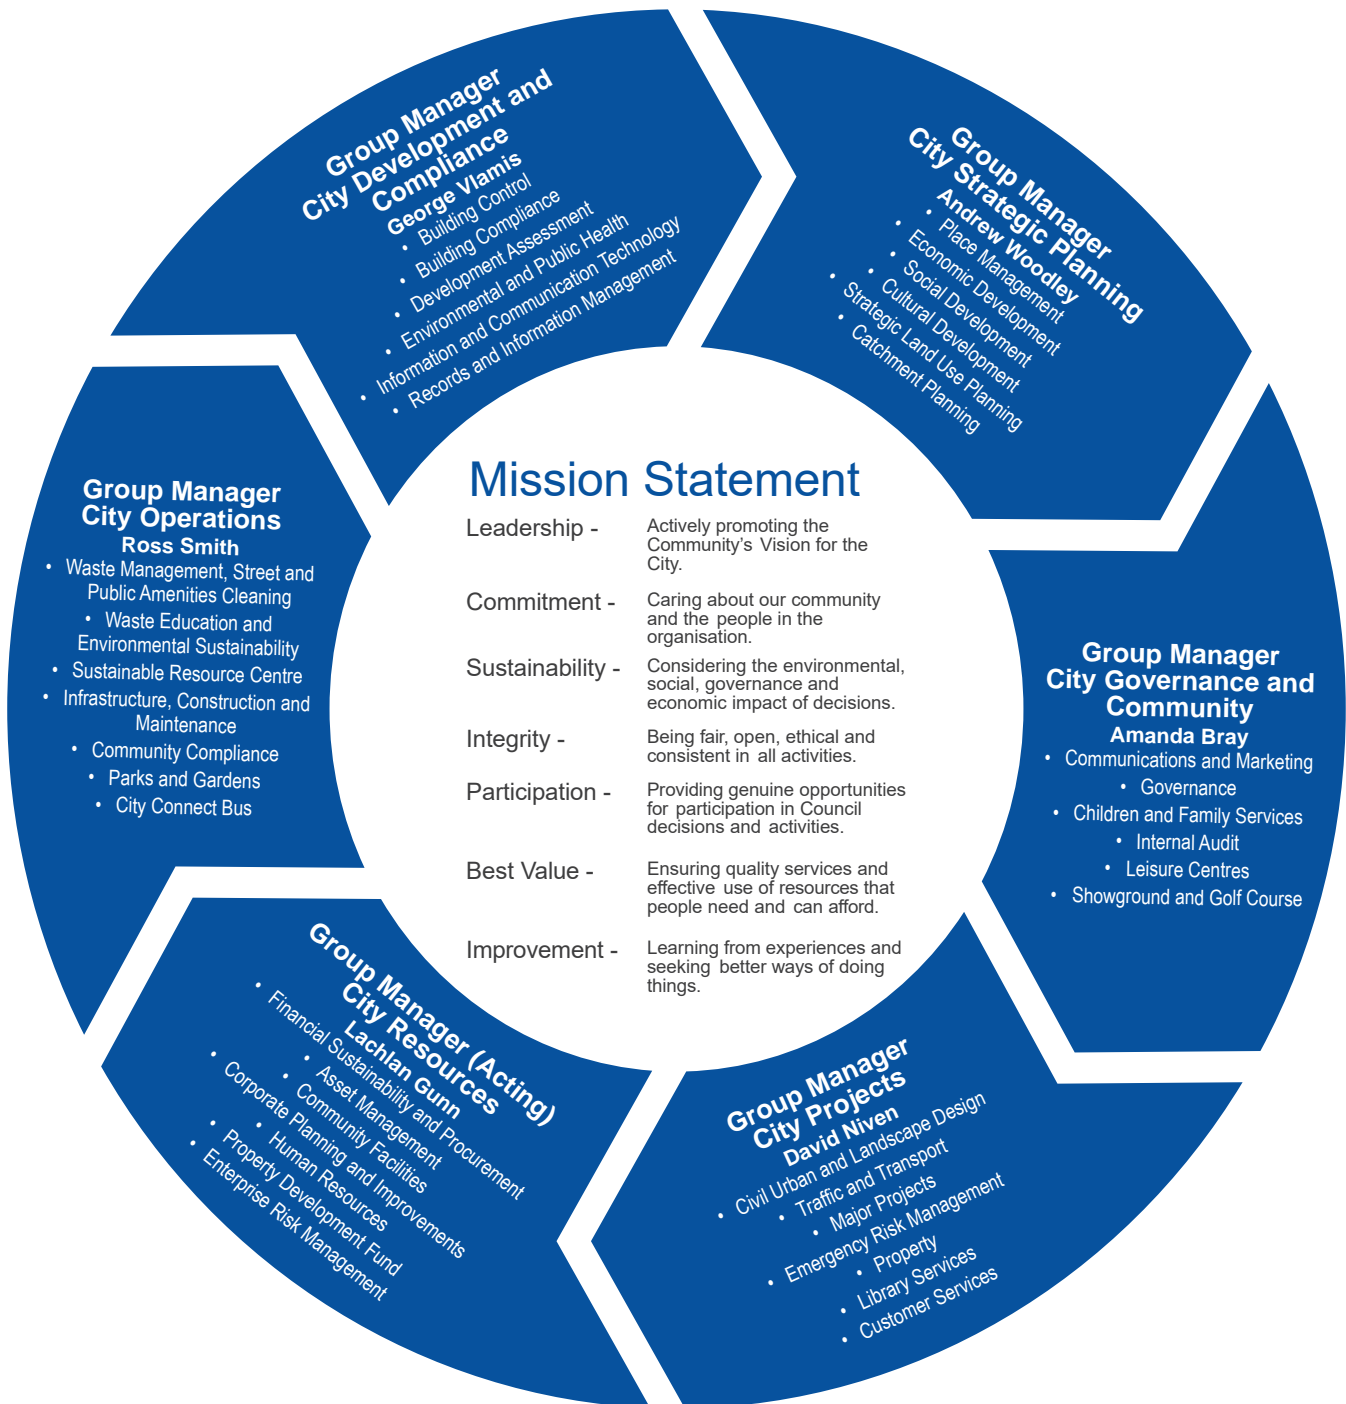 Group Manager
City Development and
Compliance
George Vlamis
• Building Control
• Building Compliance
• Development Assessment
• Environmental and Public Health
• Information and Communication Technology
• Records and Information Management
Group Manager
City Strategic Planning
Andrew Woodley
• Place Management
• Economic Development
• Social Development
• Cultural Development
• Strategic Land Use Planning
• Catchment Planning
Group Manager
City Governance and
Community
Amanda Bray
• Communications and Marketing
• Governance
• Children and Family Services
• Internal Audit
• Leisure Centres
• Showground and Golf Course
Group Manager
City Projects
David Niven
• Civil Urban and Landscape Design
• Traffic and Transport
• Major Projects
• Emergency Risk Management
• Property
• Library Services
• Customer Services
Group Manager (Acting)
City Resources
Lachlan Gunn
• Financial Sustainability and Procurement
• Asset Management
• Community Facilities
• Corporate Planning and Improvements
• Human Resources
• Property Development Fund
• Enterprise Risk Management
Group Manager
City Operations
Ross Smith
• Waste Management, Street and
Public Amenities Cleaning
• Waste Education and
Environmental Sustainability
• Sustainable Resource Centre
• Infrastructure, Construction and
Maintenance
• Community Compliance
• Parks and Gardens
• City Connect Bus
Mission Statement
Leadership - Actively promoting the
Community’s Vision for the
City.
Commitment - Caring about our community
and the people in the
organisation.
Sustainability - Considering the environmental,
social, governance and
economic impact of decisions.
Integrity - Being fair, open, ethical and
consistent in all activities.
Participation - Providing genuine opportunities
for participation in Council
decisions and activities.
Best Value - Ensuring quality services and
effective use of resources that
people need and can afford.
Improvement - Learning from experiences and
seeking better ways of doing
things.